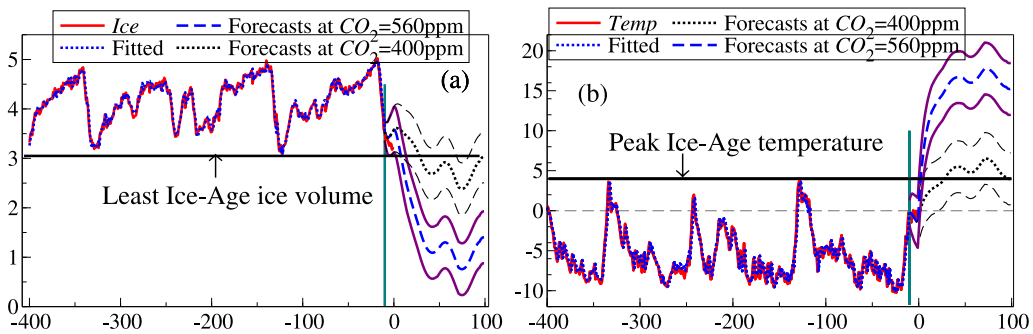 Ice Forecasts at CO2=560ppm
Fitted Forecasts at CO2=400ppm
(a)
5
4
3
2
1
0
Least Ice-Age ice volume
-400 -300 -200 -100 0 100
Temp Forecasts at CO2=400ppm
Fitted Forecasts at CO2=560ppm
(b)
20
15
10
5
0
-5
-10
Peak Ice-Age temperature
-400 -300 -200 -100 0 100